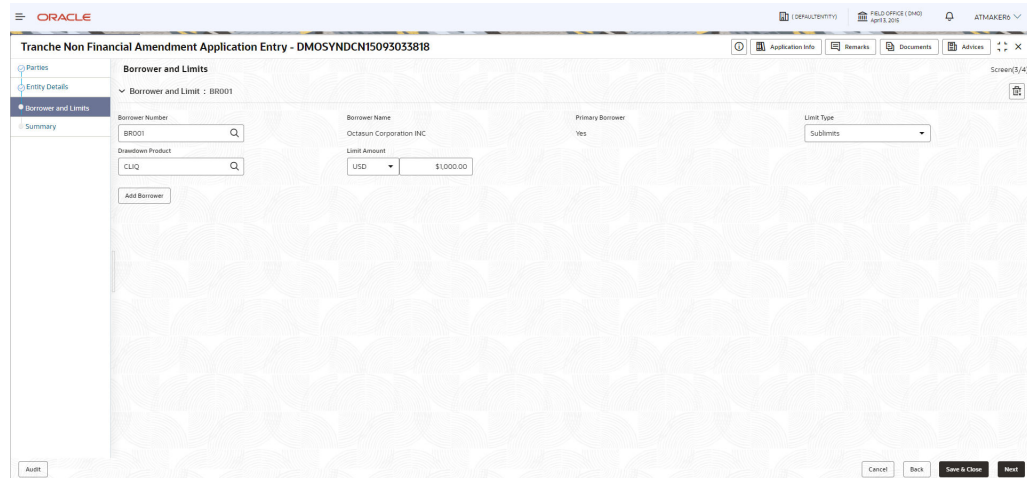 ORACLE
( DEFAULTENTITY)
FIELD OFFICE ( DMO)
April 3, 2015
ATMAKER6
Tranche Non Financial Amendment Application Entry - DMOSYNDCN15093033818
Application Info
Remarks
Documents
Advices
Parties
Entity Details
Borrower and Limits
Summary
Borrower and Limits
Screen(3/4)
Borrower and Limit : BR001
Borrower Number
Borrower Name
Primary Borrower
Limit Type
BR001
Octasun Corporation INC
Yes
Sublimits
Drawdown Product
Limit Amount
CLIQ
USD
$1,000.00
Add Borrower
Audit
Cancel
Back
Save & Close
Next